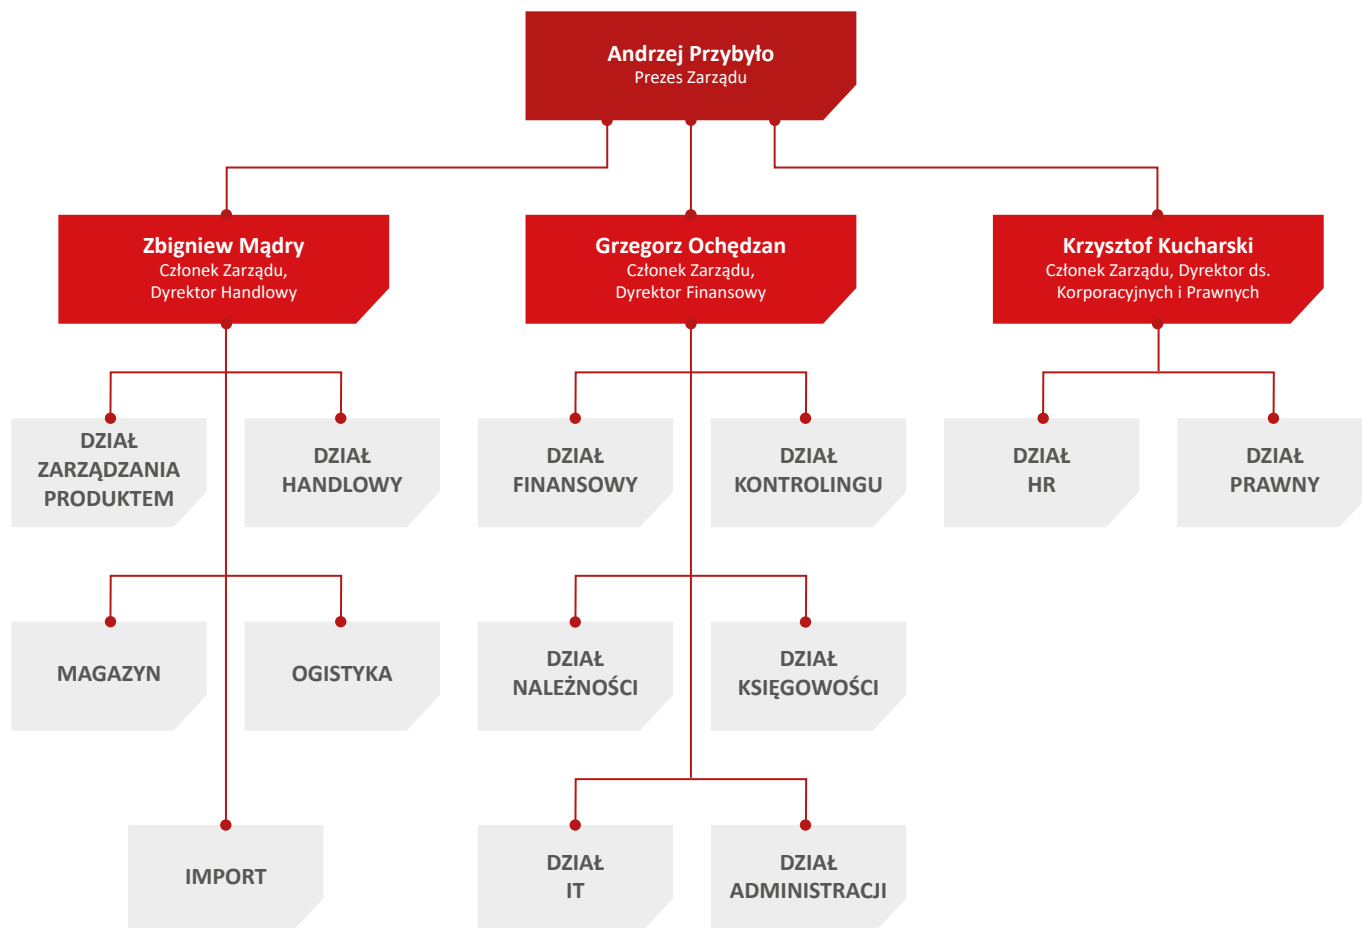 Andrzej Przybyło
Prezes Zarządu
Zbigniew Mądry
Członek Zarządu,
Dyrektor Handlowy
Grzegorz Ochędzan
Członek Zarządu,
Dyrektor Finansowy
Krzysztof Kucharski
Członek Zarządu, Dyrektor ds.
Korporacyjnych i Prawnych
DZIAŁ
ZARZĄDZANIA
PRODUKTEM
DZIAŁ
HANDLOWY
DZIAŁ
FINANSOWY
DZIAŁ
KONTROLINGU
DZIAŁ
HR
DZIAŁ
PRAWNY
MAGAZYN
OGISTYKA
DZIAŁ
NALEŻNOŚCI
DZIAŁ
KSIĘGOWOŚCI
IMPORT
DZIAŁ
IT
DZIAŁ
ADMINISTRACJI